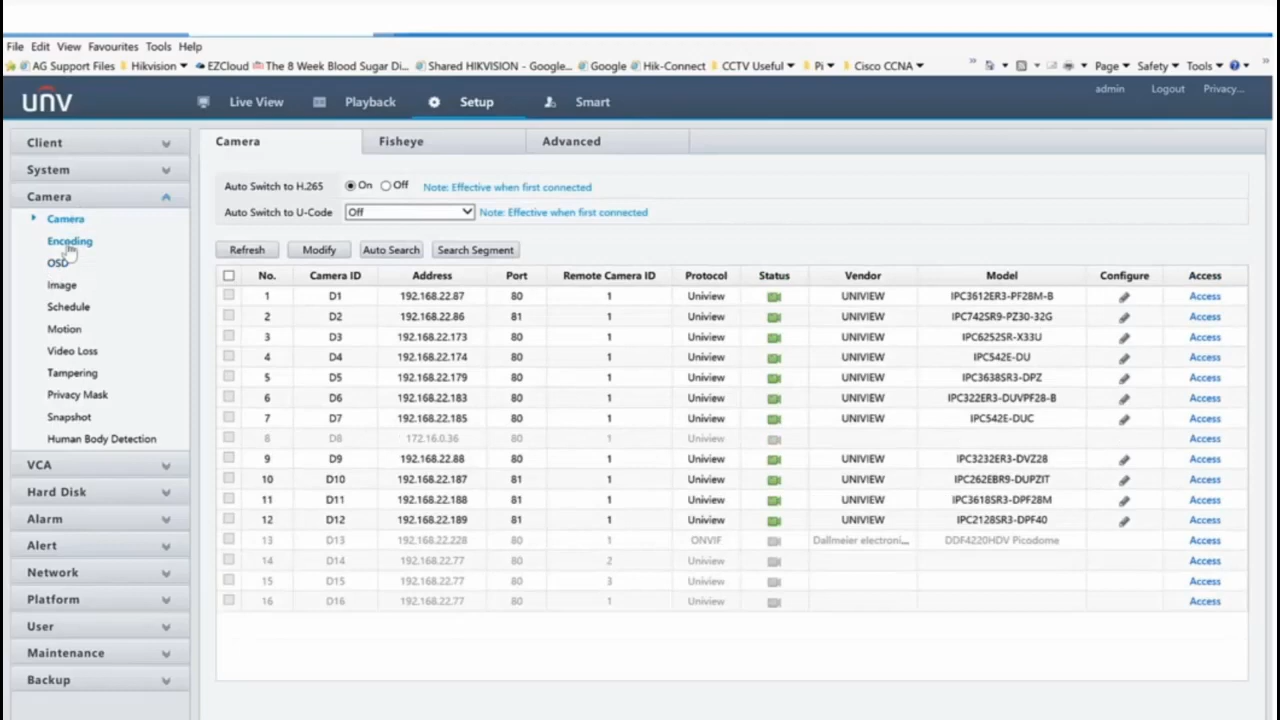 File Edit View Favourites Tools Help
AG Support Files Hikvision EZCloud The 8 Week Blood Sugar Di... Shared HIKVISION - Google... Google Hik-Connect CCTV Useful Pi Cisco CCNA » Page Safety Tools »
unv Live View Playback Setup Smart admin Logout Privacy...
Client
System
Camera
Camera
Encoding
OSD
Image
Schedule
Motion
Video Loss
Tampering
Privacy Mask
Snapshot
Human Body Detection
VCA
Hard Disk
Alarm
Alert
Network
Platform
User
Maintenance
Backup
Camera Fisheye Advanced
Auto Switch to H.265 On Off Note: Effective when first connected
Auto Switch to U-Code Off Note: Effective when first connected
Refresh Modify Auto Search Search Segment
No. Camera ID Address Port Remote Camera ID Protocol Status Vendor Model Configure Access
1 D1 192.168.22.87 80 1 Uniview UNIVIEW IPC3612ER3-PF28M-B Access
2 D2 192.168.22.86 81 1 Uniview UNIVIEW IPC742SR9-PZ30-32G Access
3 D3 192.168.22.173 80 1 Uniview UNIVIEW IPC6252SR-X33U Access
4 D4 192.168.22.174 80 1 Uniview UNIVIEW IPC542E-DU Access
5 D5 192.168.22.179 80 1 Uniview UNIVIEW IPC3638SR3-DPZ Access
6 D6 192.168.22.183 80 1 Uniview UNIVIEW IPC322ER3-DUVPF28-B Access
7 D7 192.168.22.185 80 1 Uniview UNIVIEW IPC542E-DUC Access
8 D8 172.16.0.36 80 1 Uniview Access
9 D9 192.168.22.88 80 1 Uniview UNIVIEW IPC3232ER3-DVZ28 Access
10 D10 192.168.22.187 81 1 Uniview UNIVIEW IPC262EBR9-DUPZIT Access
11 D11 192.168.22.188 81 1 Uniview UNIVIEW IPC3618SR3-DPF28M Access
12 D12 192.168.22.189 81 1 Uniview UNIVIEW IPC2128SR3-DPF40 Access
13 D13 192.168.22.228 80 1 ONVIF Dallmeier electroni... DDF4220HDV Picodome Access
14 D14 192.168.22.77 80 2 Uniview Access
15 D15 192.168.22.77 80 3 Uniview Access
16 D16 192.168.22.77 80 1 Uniview Access